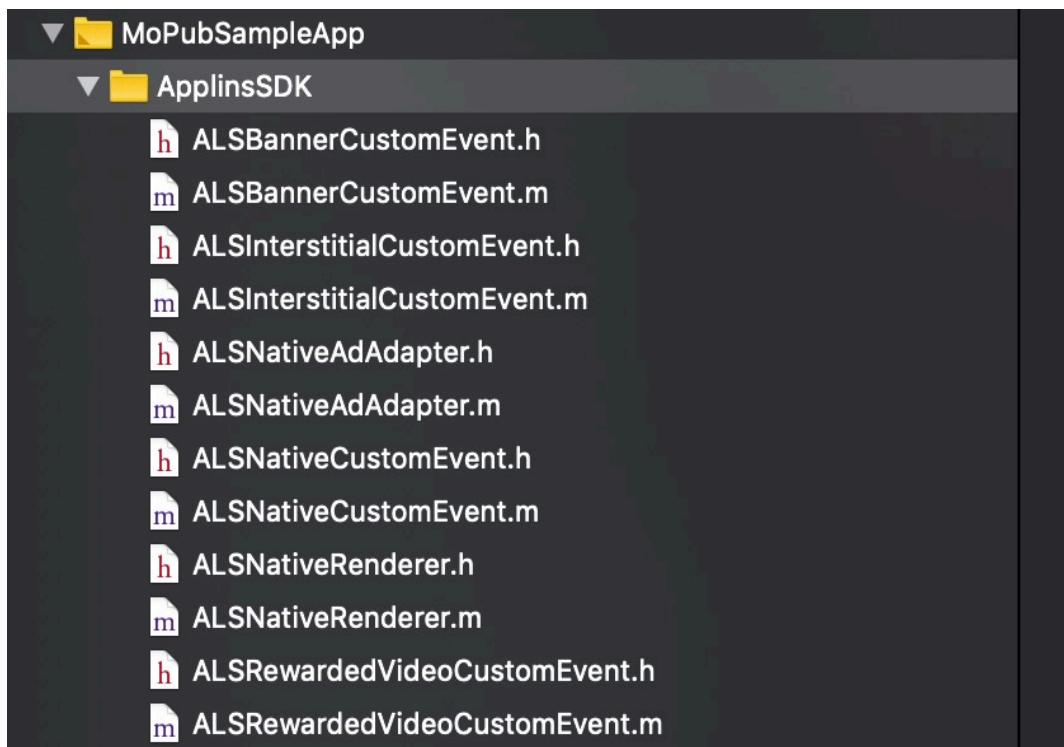 MoPubSampleApp
ApplinsSDK
h ALSBannerCustomEvent.h
m ALSBannerCustomEvent.m
h ALSInterstitialCustomEvent.h
m ALSInterstitialCustomEvent.m
h ALSNativeAdAdapter.h
m ALSNativeAdAdapter.m
h ALSNativeCustomEvent.h
m ALSNativeCustomEvent.m
h ALSNativeRenderer.h
m ALSNativeRenderer.m
h ALSRewardedVideoCustomEvent.h
m ALSRewardedVideoCustomEvent.m